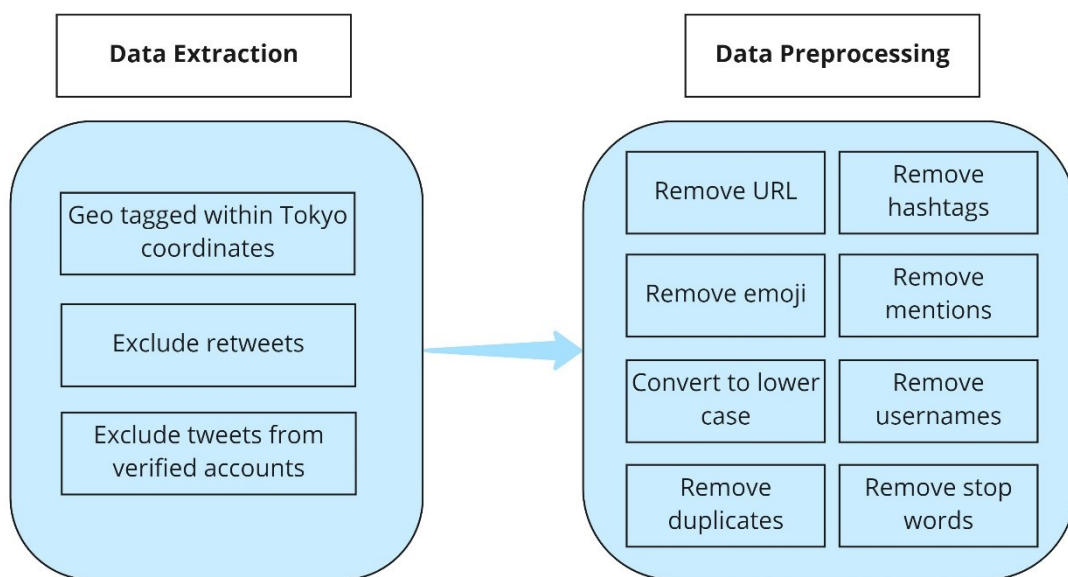 Data Extraction
Geo tagged within Tokyo
coordinates
Exclude retweets
Exclude tweets from
verified accounts
Data Preprocessing
Remove URL
Remove
hashtags
Remove emoji
Remove
mentions
Convert to lower
case
Remove
usernames
Remove
duplicates
Remove stop
words